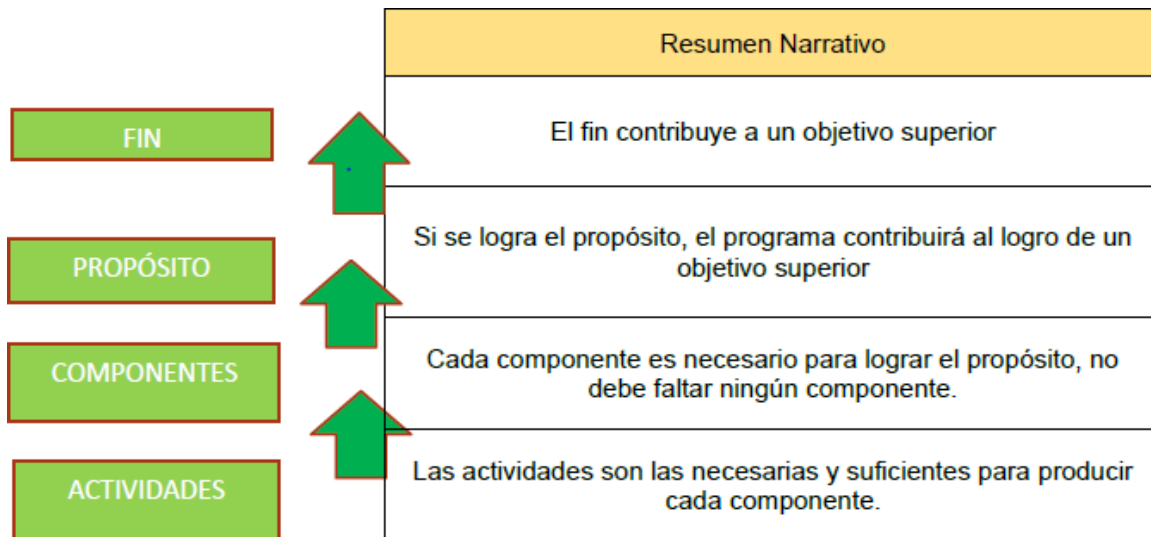 Resumen Narrativo
FIN
El fin contribuye a un objetivo superior
PROPÓSITO
Si se logra el propósito, el programa contribuirá al logro de un
objetivo superior
COMPONENTES
Cada componente es necesario para lograr el propósito, no
debe faltar ningún componente.
ACTIVIDADES
Las actividades son las necesarias y suficientes para producir
cada componente.